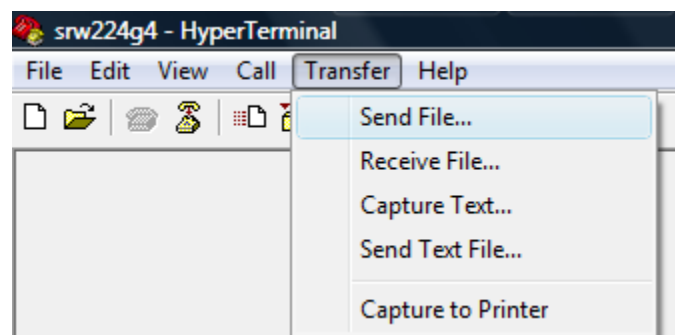 srw224g4 - HyperTerminal
File Edit View Call Transfer Help
Send File...
Receive File...
Capture Text...
Send Text File...
Capture to Printer